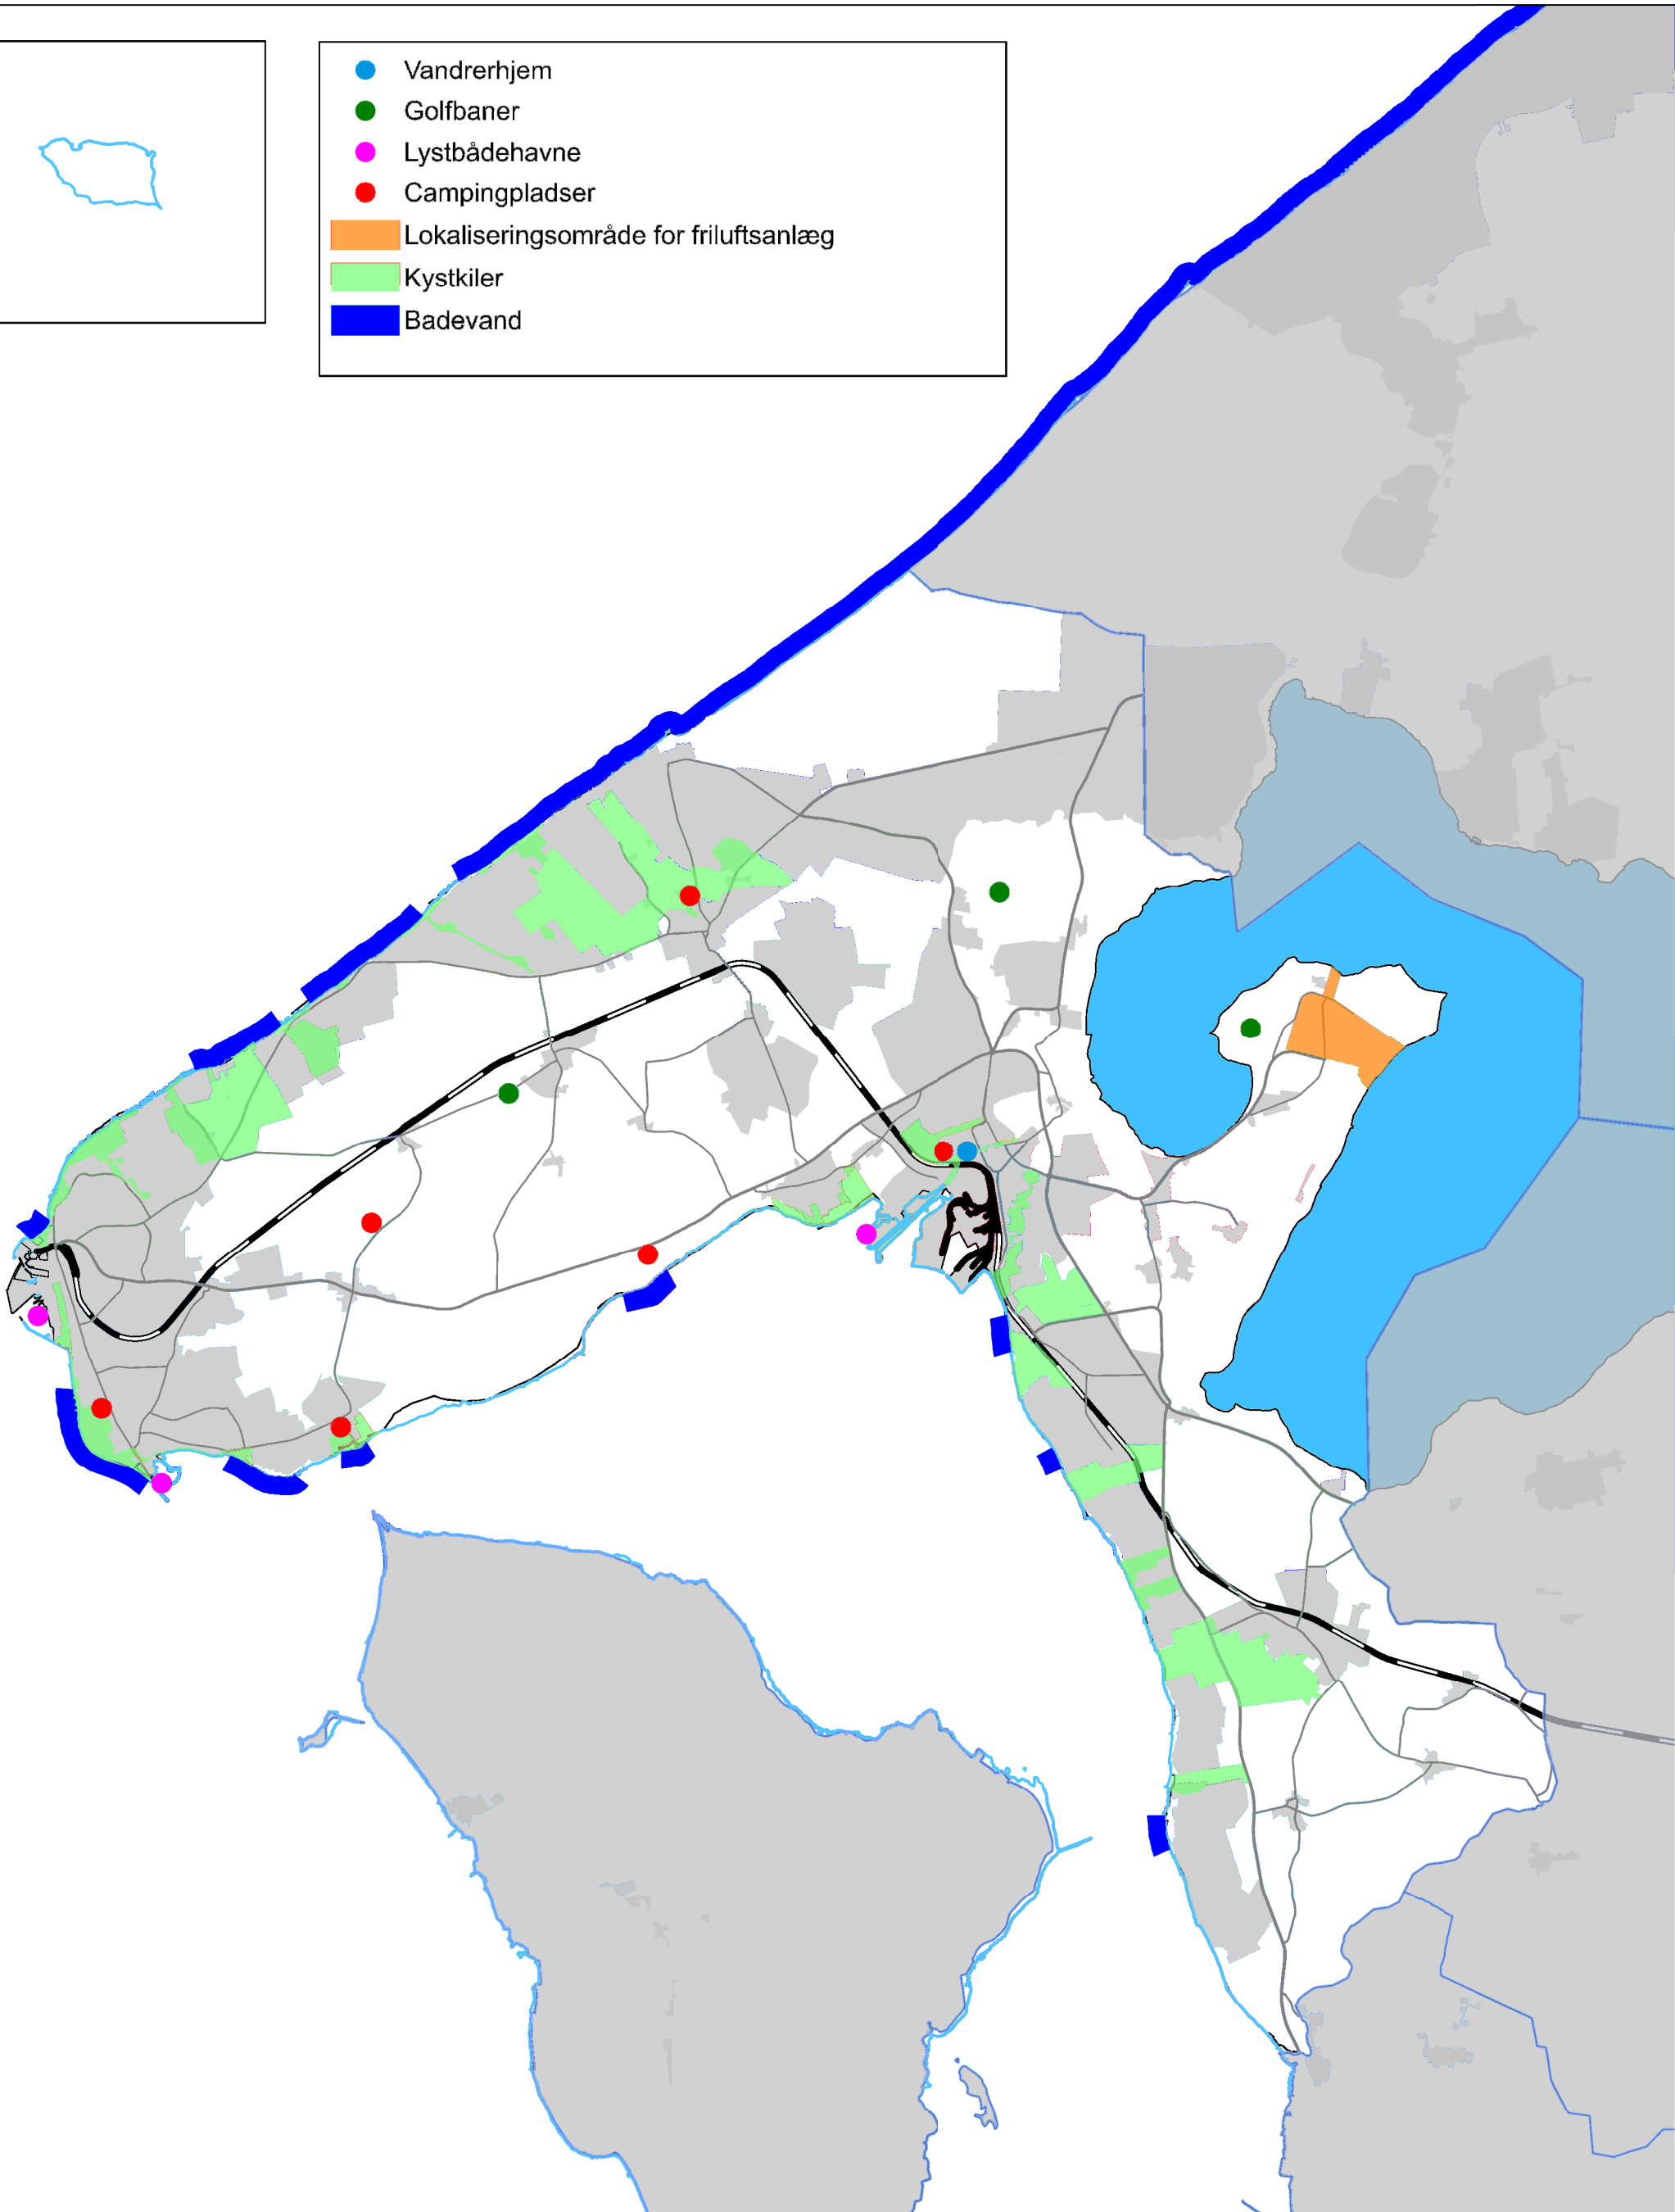 Vandrerhjem
Golfbaner
Lystbådehavne
Campingpladser
Lokaliseringsområde for friluftsanlæg
Kystkiler
Badevand